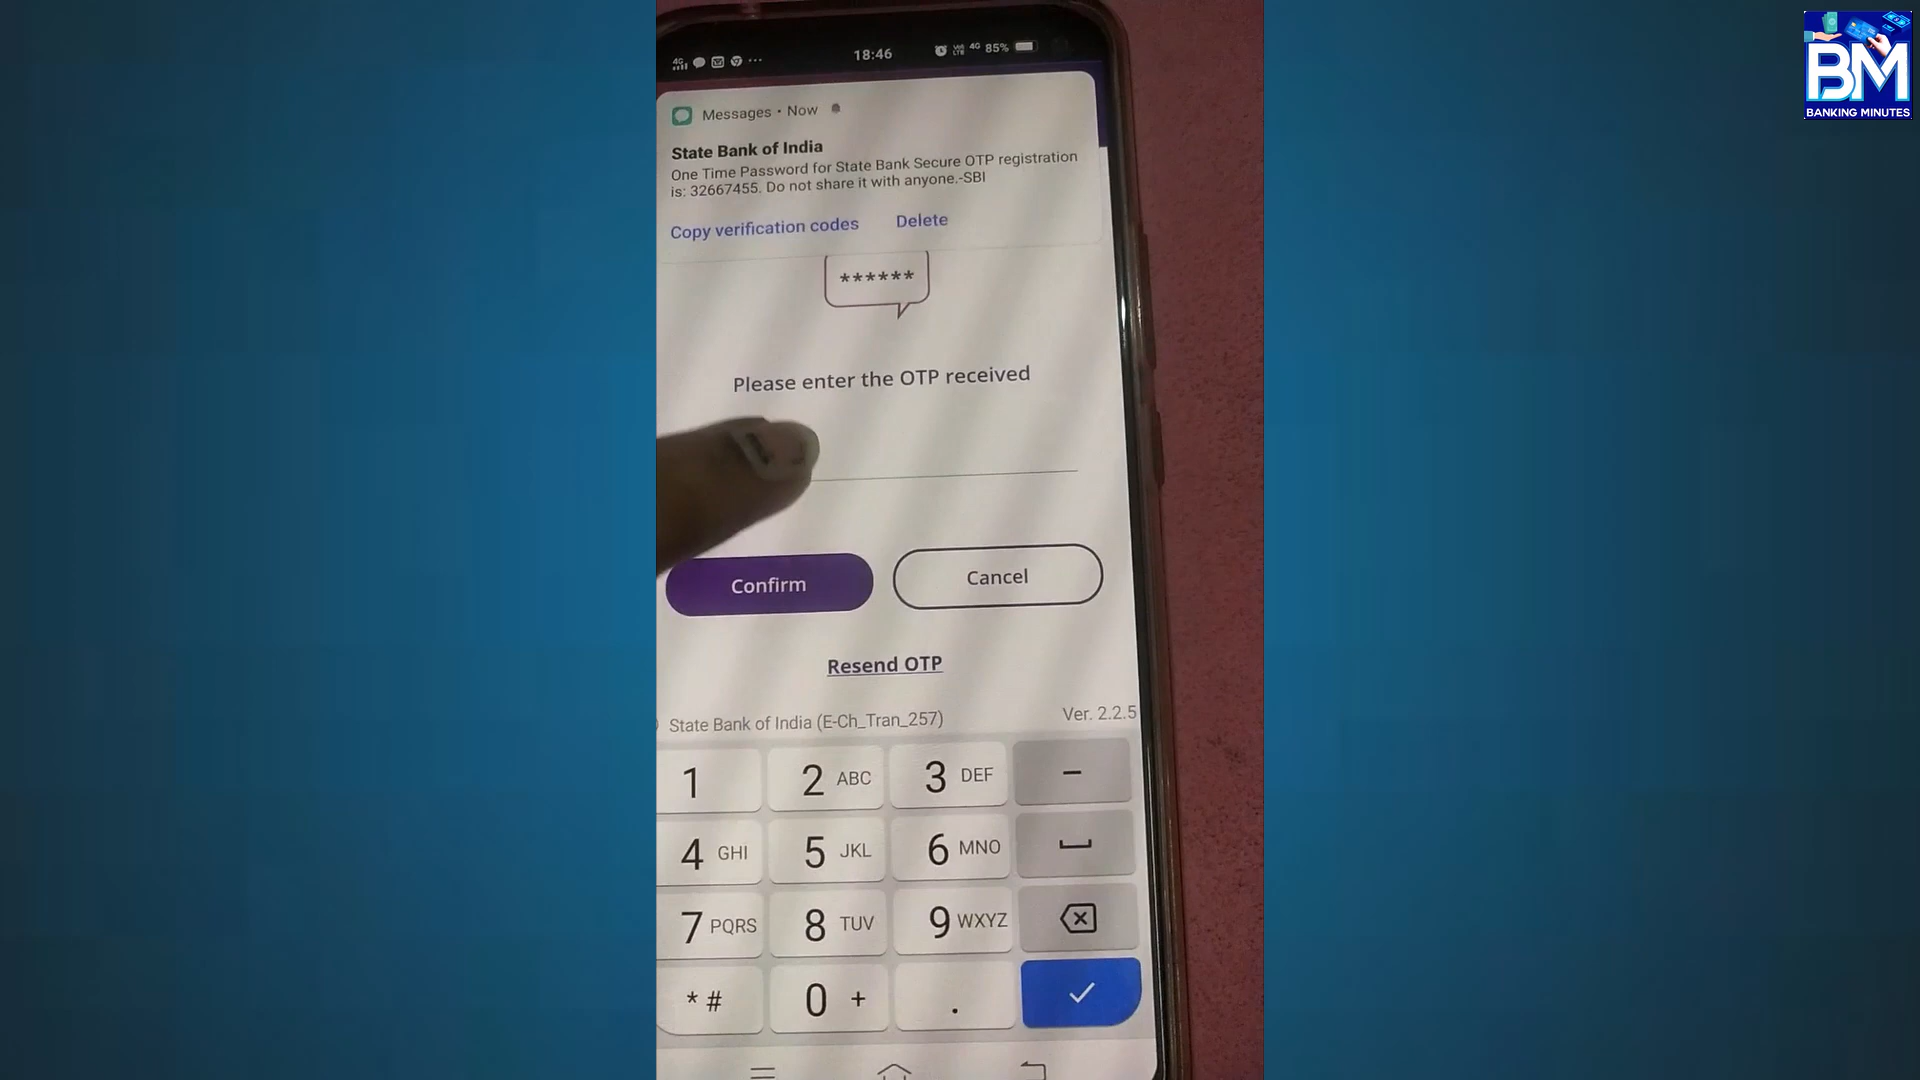 18:46
4G 85%
BM
BANKING MINUTES
Messages • Now
State Bank of India
One Time Password for State Bank Secure OTP registration
is: 32667455. Do not share it with anyone.-SBI
Copy verification codes Delete
******
Please enter the OTP received
Confirm Cancel
Resend OTP
State Bank of India (E-Ch_Tran_257) Ver. 2.2.5
1 2 ABC 3 DEF -
4 GHI 5 JKL 6 MNO
7 PQRS 8 TUV 9 WXYZ
* # 0 + .